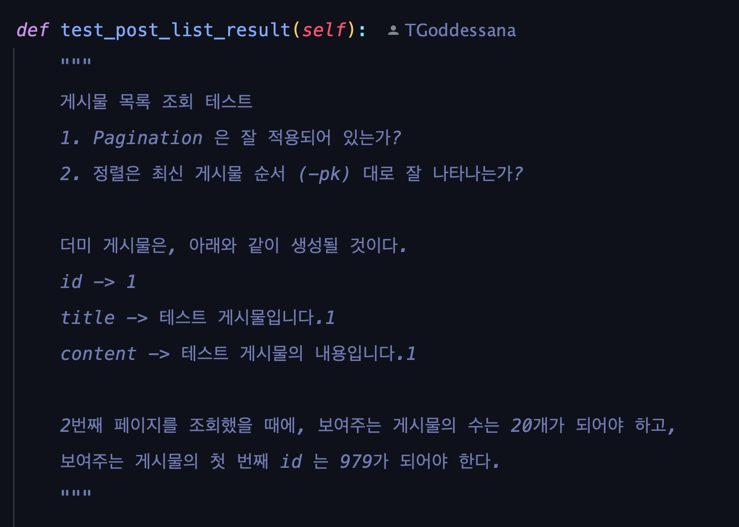 def test_post_list_result(self): TGoddessana
"""
게시물 목록 조회 테스트
1. Pagination 은 잘 적용되어 있는가?
2. 정렬은 최신 게시물 순서 (-pk) 대로 잘 나타나는가?
더미 게시물은, 아래와 같이 생성될 것이다.
id -> 1
title -> 테스트 게시물입니다.1
content -> 테스트 게시물의 내용입니다.1
2번째 페이지를 조회했을 때에, 보여주는 게시물의 수는 20개가 되어야 하고,
보여주는 게시물의 첫 번째 id 는 979가 되어야 한다.
"""